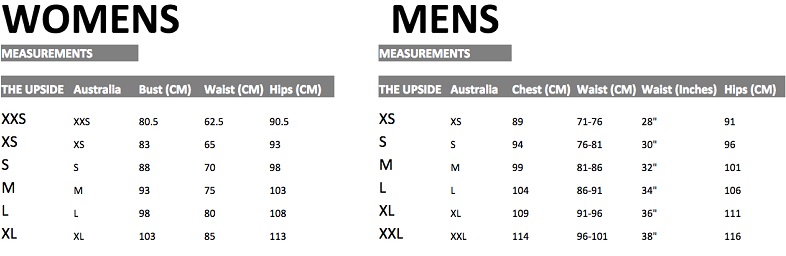 WOMENS
MEASUREMENTS
THE UPSIDE Australia Bust (CM) Waist (CM) Hips (CM)
XXS XXS 80.5 62.5 90.5
XS XS 83 65 93
S S 88 70 98
M M 93 75 103
L L 98 80 108
XL XL 103 85 113
MENS
MEASUREMENTS
THE UPSIDE Australia Chest (CM) Waist (CM) Waist (Inches) Hips (CM)
XS XS 89 71-76 28" 91
S S 94 76-81 30" 96
M M 99 81-86 32" 101
L L 104 86-91 34" 106
XL XL 109 91-96 36" 111
XXL XXL 114 96-101 38" 116